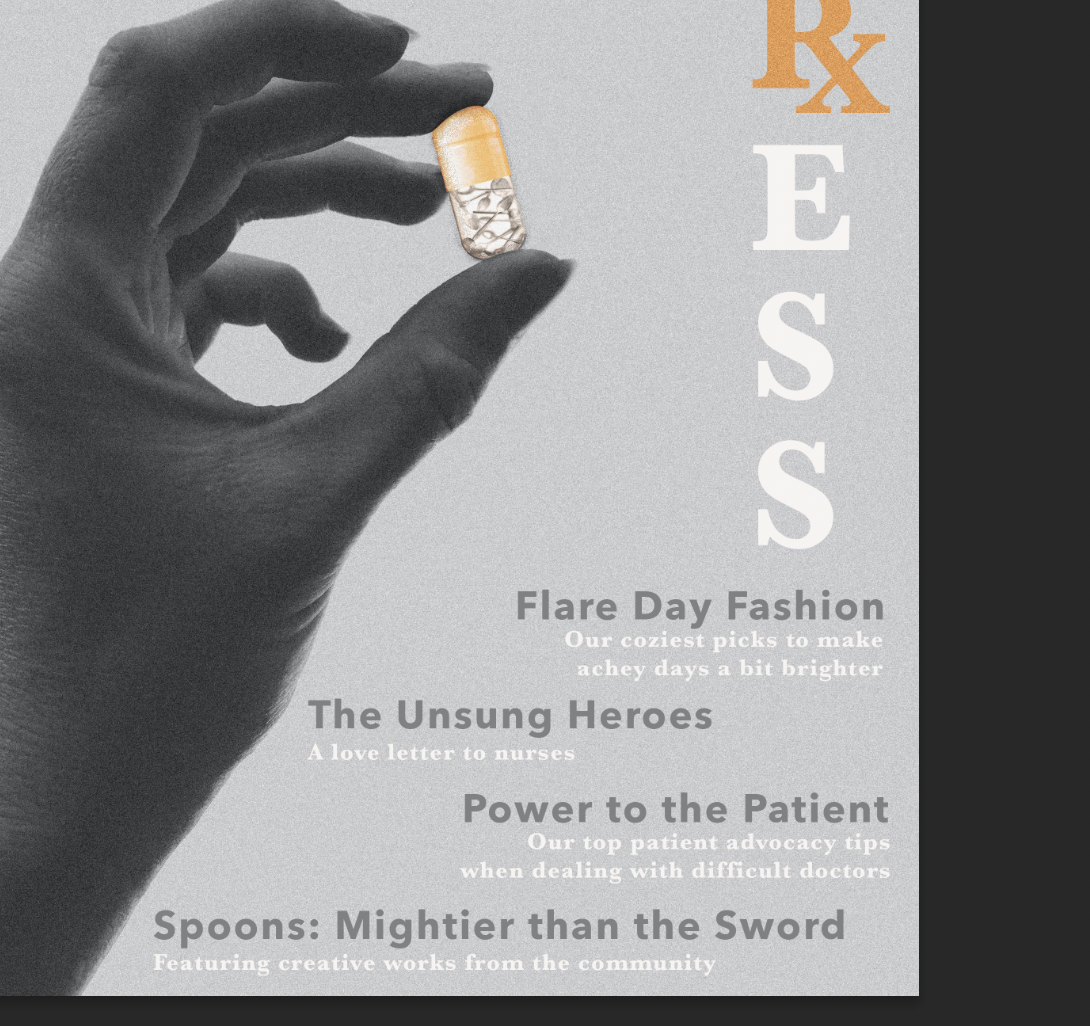 Rx
E
S
S
Flare Day Fashion
Our coziest picks to make
achey days a bit brighter
The Unsung Heroes
A love letter to nurses
Power to the Patient
Our top patient advocacy tips
when dealing with difficult doctors
Spoons: Mightier than the Sword
Featuring creative works from the community